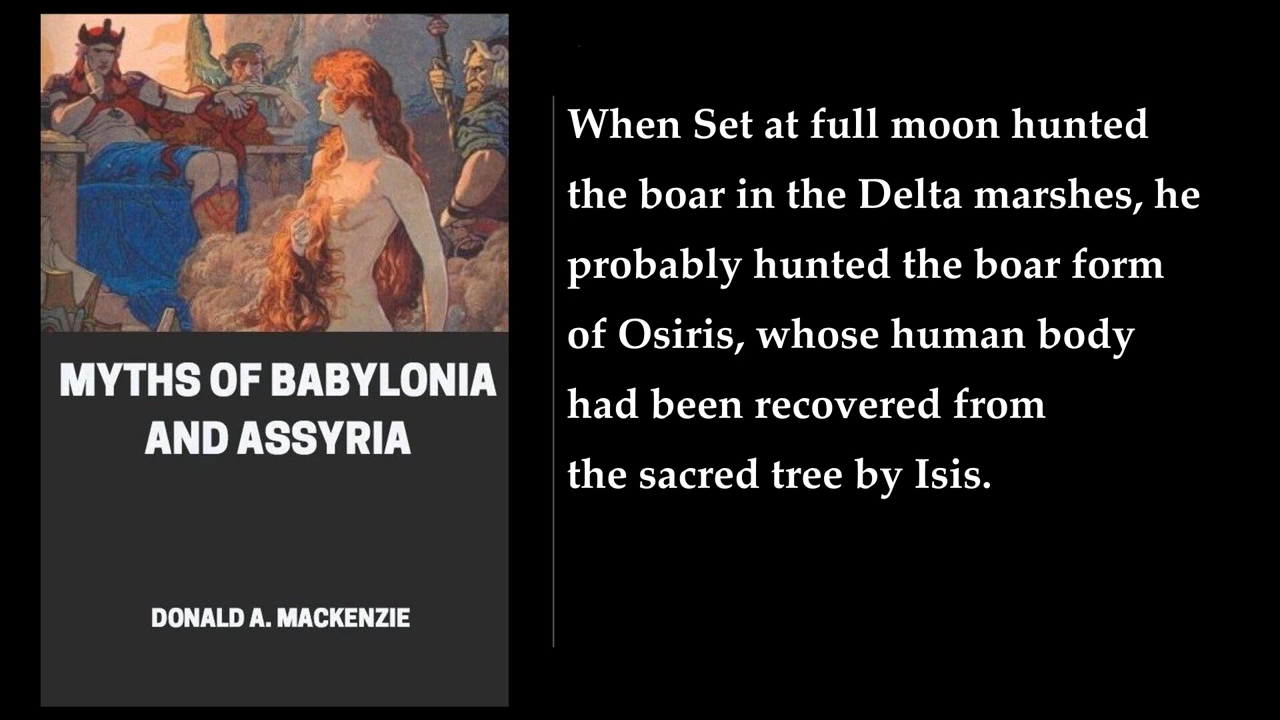 MYTHS OF BABYLONIA
AND ASSYRIA
DONALD A. MACKENZIE
When Set at full moon hunted
the boar in the Delta marshes, he
probably hunted the boar form
of Osiris, whose human body
had been recovered from
the sacred tree by Isis.